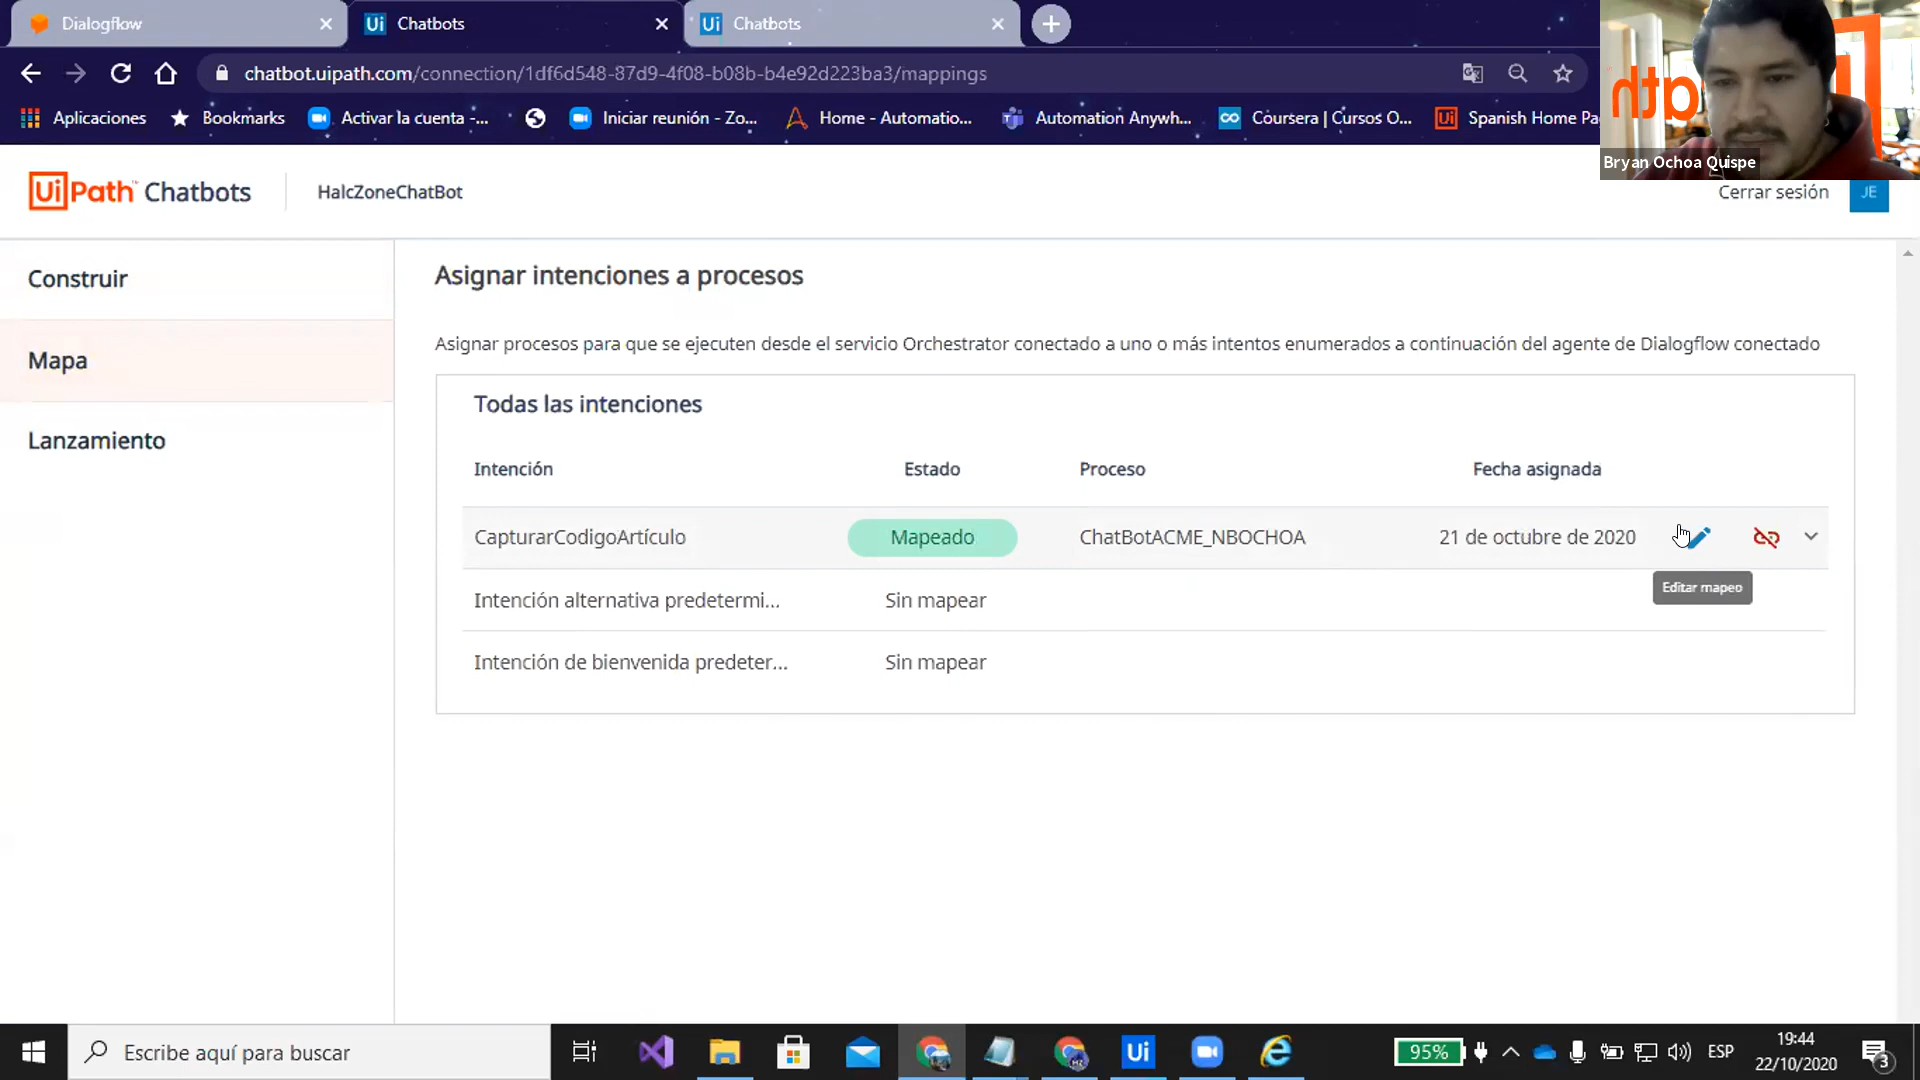 Dialogflow
Chatbots
Chatbots
chatbot.uipath.com/connection/1df6d548-87d9-4f08-b08b-b4e92d223ba3/mappings
Aplicaciones
Bookmarks
Activar la cuenta -...
Iniciar reunión - Zo...
Home - Automatio...
Automation Anywh...
Coursera | Cursos O...
Spanish Home Pa
Bryan Ochoa Quispe
UiPath™ Chatbots
HalcZoneChatBot
Cerrar sesión
JE
Construir
Mapa
Lanzamiento
Asignar intenciones a procesos
Asignar procesos para que se ejecuten desde el servicio Orchestrator conectado a uno o más intentos enumerados a continuación del agente de Dialogflow conectado
Todas las intenciones
Intención Estado Proceso Fecha asignada
CapturarCodigoArtículo Mapeado ChatBotACME_NBOCHOA 21 de octubre de 2020
Editar mapeo
Intención alternativa predetermi... Sin mapear
Intención de bienvenida predeter... Sin mapear
Escribe aquí para buscar
95%
ESP
19:44
22/10/2020
3